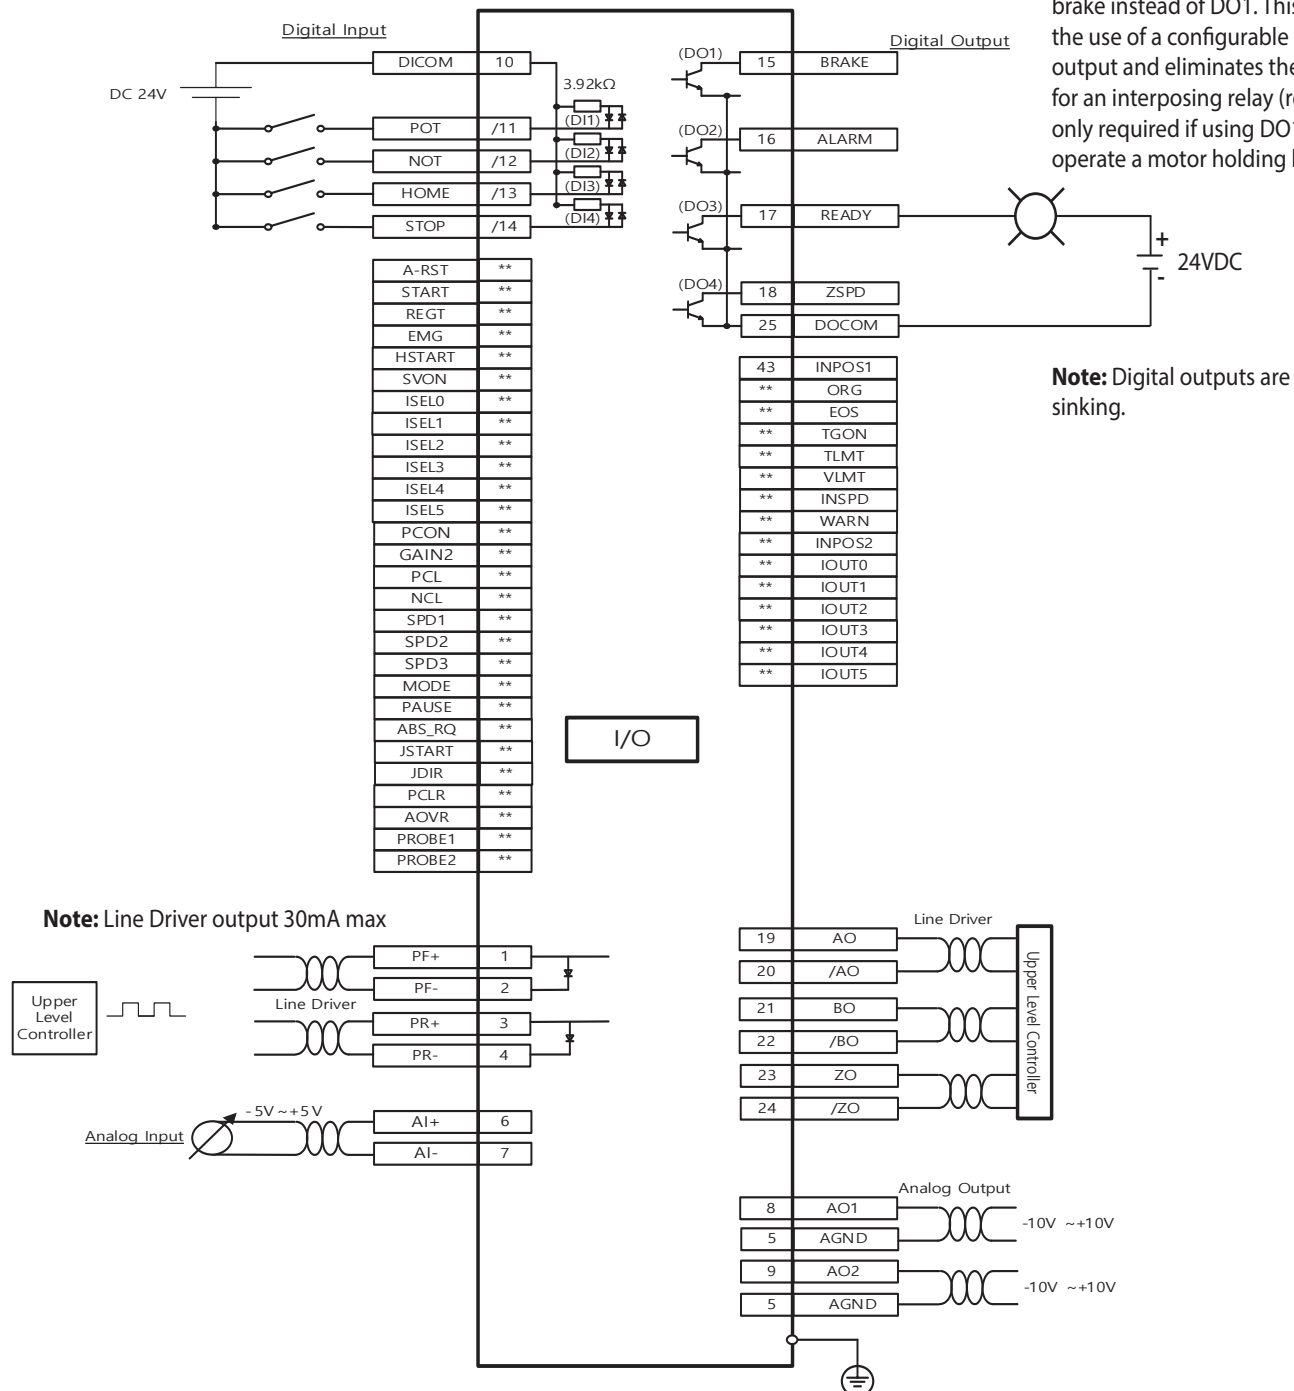 brake instead of DO1. This
the use of a configurable
output and eliminates the
for an interposing relay (re
only required if using DO1
operate a motor holding b
Digital Input
DICOM 10
DC 24V
3.92kΩ
POT /11 (DI1)
NOT /12 (DI2)
HOME /13 (DI3)
STOP /14 (DI4)
A-RST **
START **
REGT **
EMG **
HSTART **
SVON **
ISEL0 **
ISEL1 **
ISEL2 **
ISEL3 **
ISEL4 **
ISEL5 **
PCON **
GAIN2 **
PCL **
NCL **
SPD1 **
SPD2 **
SPD3 **
MODE **
PAUSE **
ABS_RQ **
JSTART **
JDIR **
PCLR **
AOVR **
PROBE1 **
PROBE2 **
Digital Output
(DO1) 15 BRAKE
(DO2) 16 ALARM
(DO3) 17 READY
(DO4) 18 ZSPD
25 DOCOM
+
24VDC
-
Note: Digital outputs are
sinking.
43 INPOS1
** ORG
** EOS
** TGON
** TLMT
** VLMT
** INSPD
** WARN
** INPOS2
** IOUT0
** IOUT1
** IOUT2
** IOUT3
** IOUT4
** IOUT5
I/O
Note: Line Driver output 30mA max
Upper
Level
Controller
PF+ 1
PF- 2
Line Driver
PR+ 3
PR- 4
Analog Input
-5V~+5V
AI+ 6
AI- 7
Line Driver
19 AO
20 /AO
21 BO
22 /BO
23 ZO
24 /ZO
Upper Level Controller
Analog Output
8 AO1
5 AGND
-10V ~+10V
9 AO2
5 AGND
-10V ~+10V